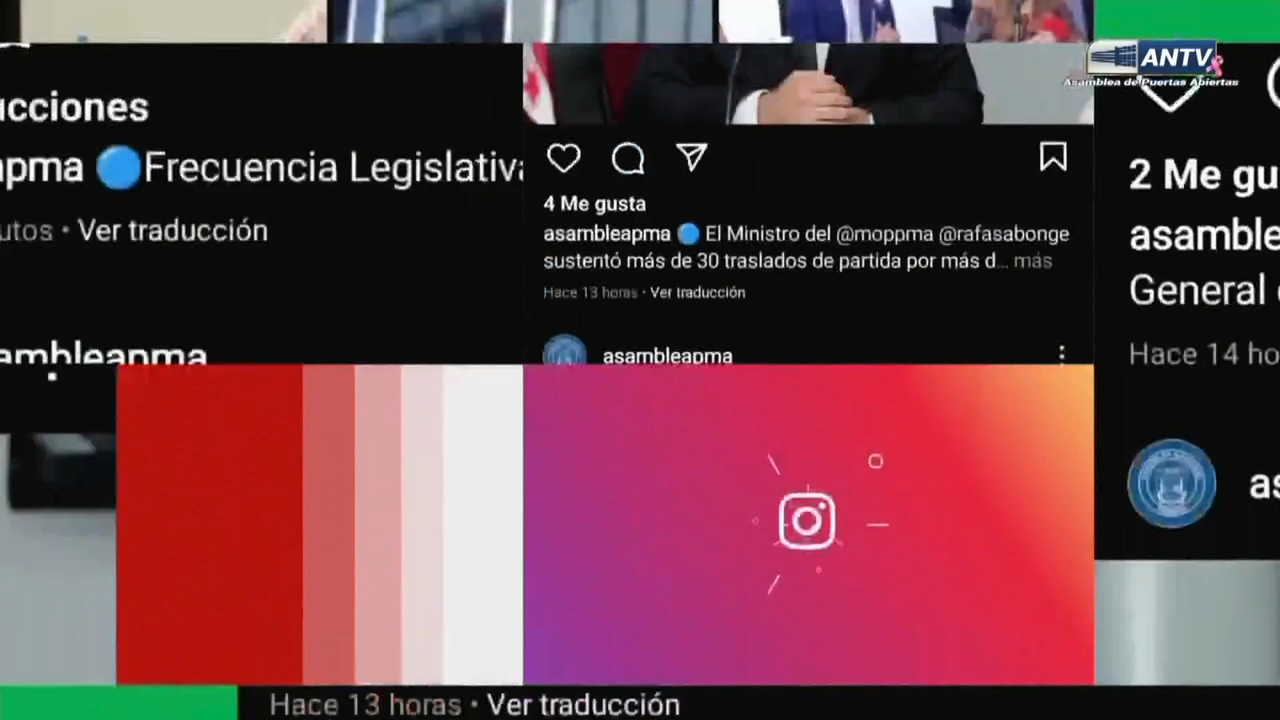 ANTV
Asamblea de Puertas Abiertas
ucciones
apma 🔵Frecuencia Legislativa
utos • Ver traducción
ambleapma
4 Me gusta
asambleapma 🔵 El Ministro del @moppma @rafasabonge
sustentó más de 30 traslados de partida por más d... más
Hace 13 horas • Ver traducción
asambleapma
2 Me gu
asamble
General
Hace 14 ho
as
Hace 13 horas • Ver traducción